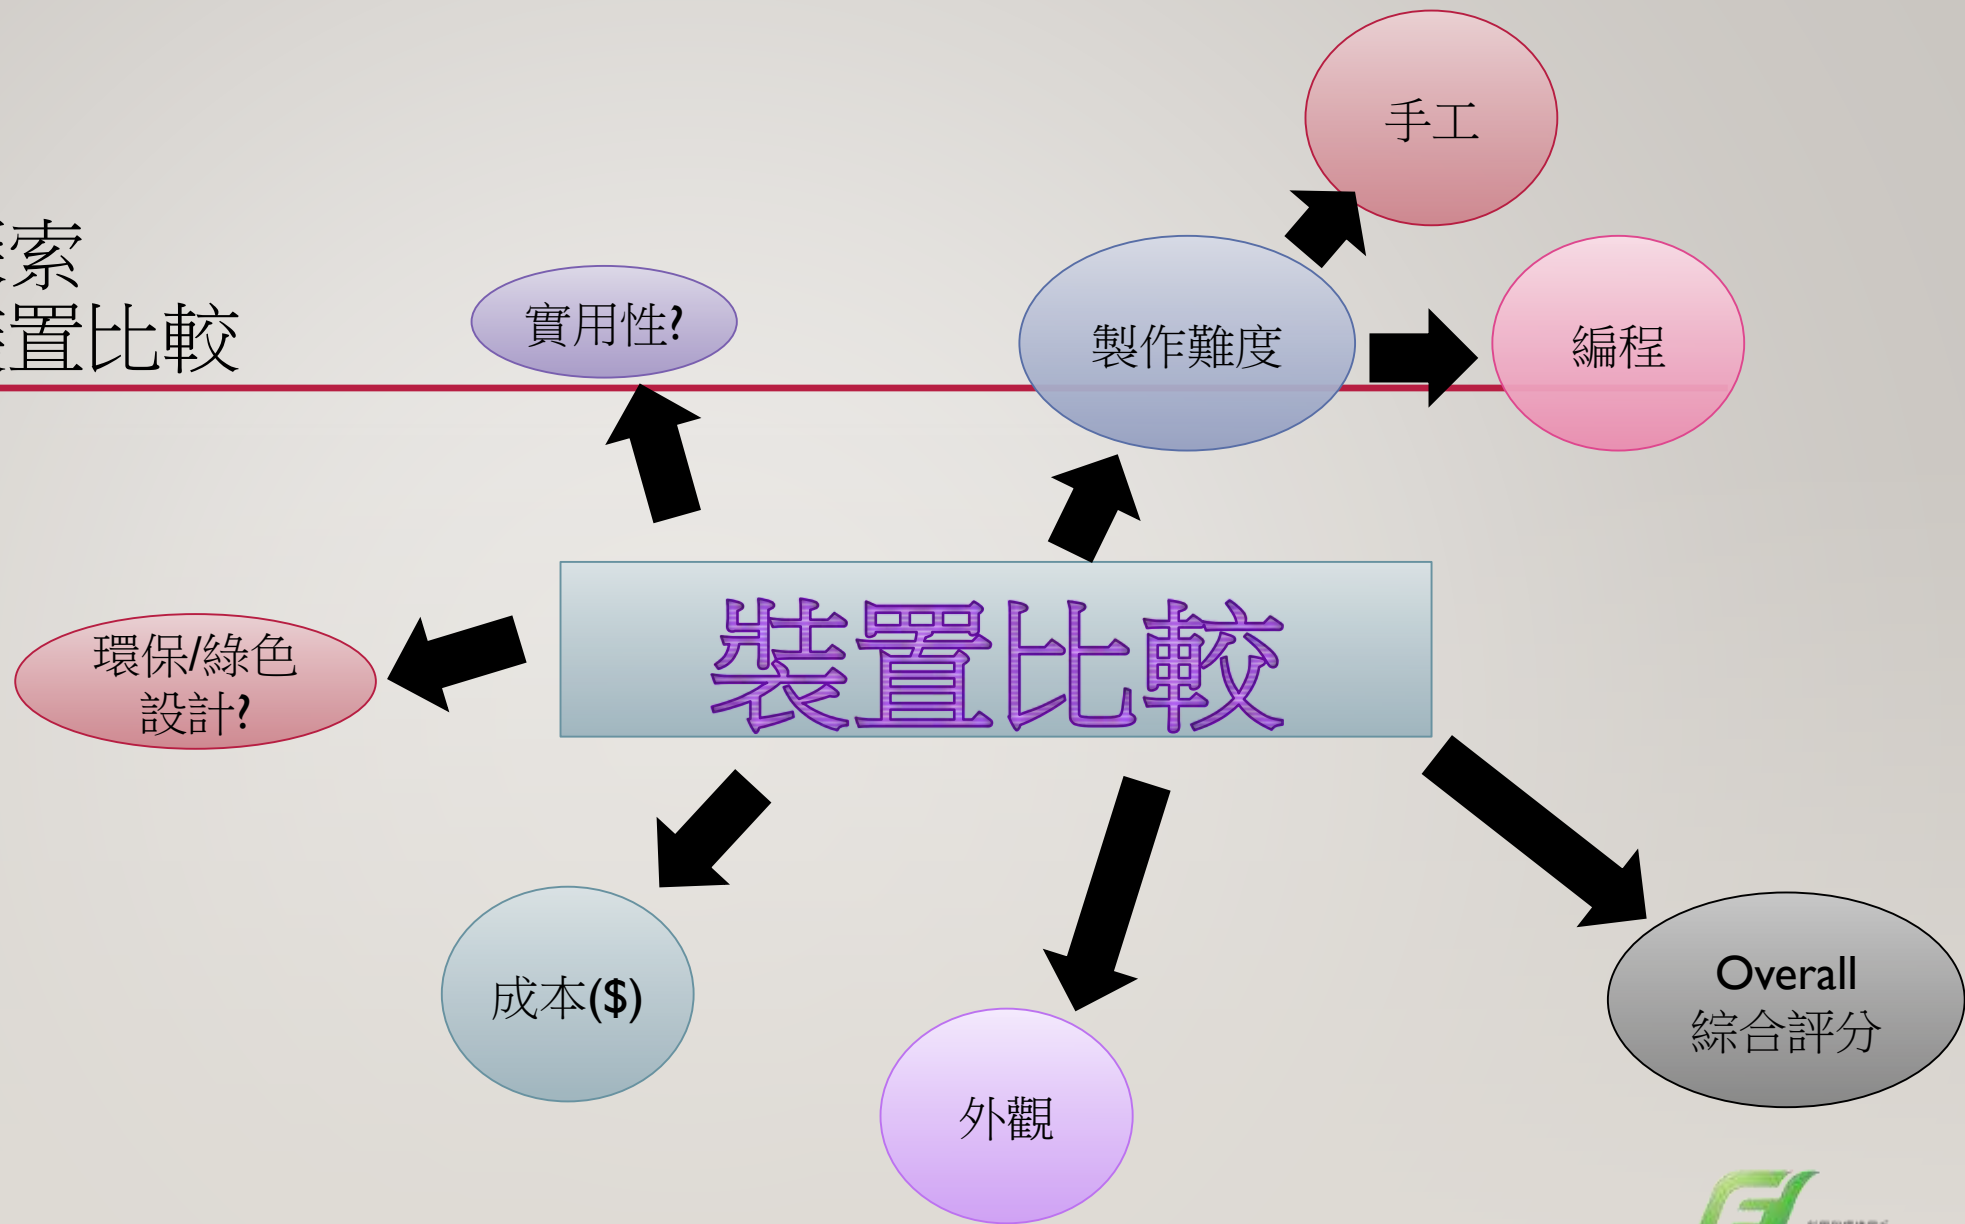 索
置比較
手工
實用性?
製作難度
編程
裝置比較
環保/綠色
設計?
成本($)
外觀
Overall
綜合評分